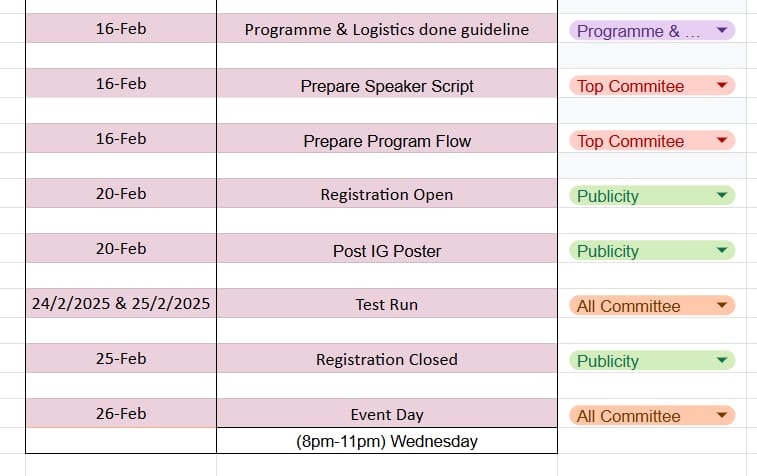 16-Feb Programme & Logistics done guideline Programme & ...
16-Feb Prepare Speaker Script Top Commitee
16-Feb Prepare Program Flow Top Commitee
20-Feb Registration Open Publicity
20-Feb Post IG Poster Publicity
24/2/2025 & 25/2/2025 Test Run All Committee
25-Feb Registration Closed Publicity
26-Feb Event Day All Committee
(8pm-11pm) Wednesday